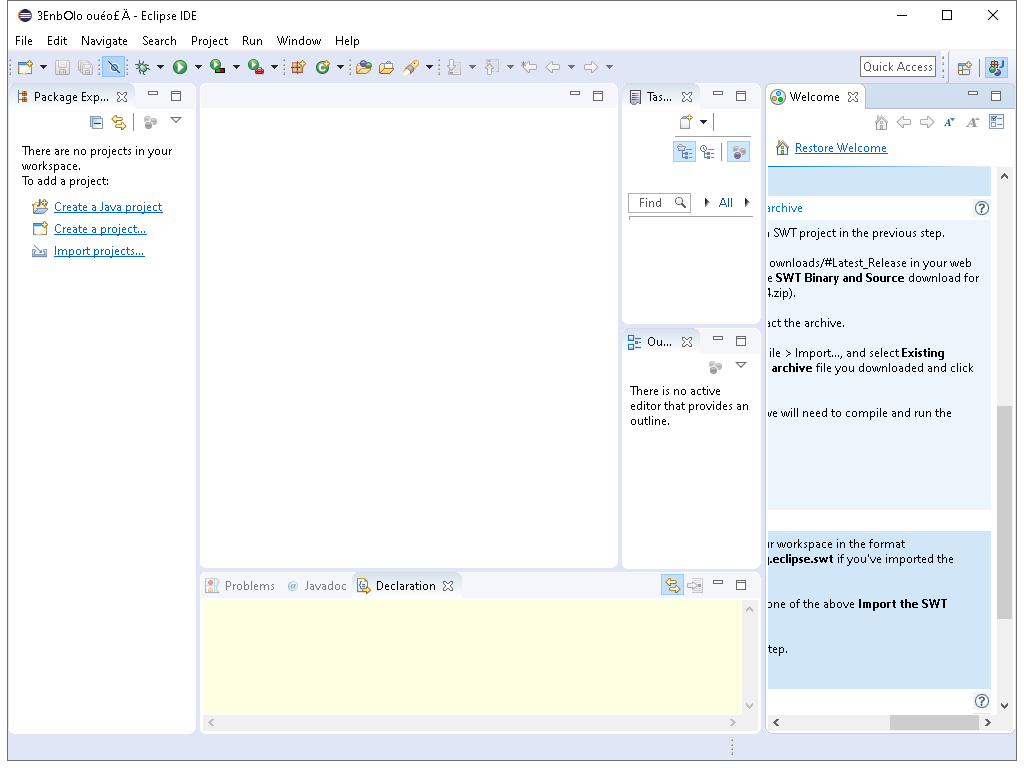 3EnbOlo ouéo£Ä - Eclipse IDE
File Edit Navigate Search Project Run Window Help
Quick Access
Package Exp...
There are no projects in your
workspace.
To add a project:
Create a Java project
Create a project...
Import projects...
Tas...
Find
All
Ou...
There is no active
editor that provides an
outline.
Problems
@ Javadoc
Declaration
Welcome
Restore Welcome
archive
SWT project in the previous step.
ownloads/#Latest_Release in your web
e SWT Binary and Source download for
.zip).
act the archive.
ile > Import..., and select Existing
archive file you downloaded and click
we will need to compile and run the
ur workspace in the format
.eclipse.swt if you've imported the
one of the above Import the SWT
tep.